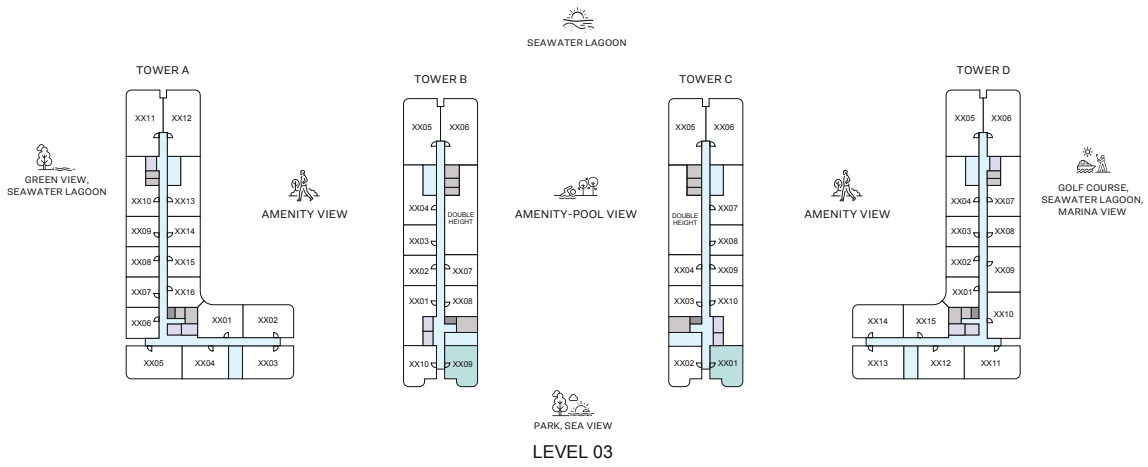 SEAWATER LAGOON
TOWER A
TOWER B
TOWER C
TOWER D
XX11 XX12
XX10 XX13
XX09 XX14
XX08 XX15
XX07 XX16
XX06 XX01 XX02
XX05 XX04 XX03
GREEN VIEW,
SEAWATER LAGOON
AMENITY VIEW
XX05 XX06
XX04 DOUBLE
HEIGHT
XX03
XX02 XX07
XX01 XX08
XX10 XX09
AMENITY-POOL VIEW
XX05 XX06
XX07
DOUBLE
HEIGHT
XX08
XX04 XX09
XX03 XX10
XX02 XX01
AMENITY VIEW
XX05 XX06
XX04 XX07
XX03 XX08
XX02 XX09
XX01
XX10
XX14 XX15
XX13 XX12 XX11
GOLF COURSE,
SEAWATER LAGOON,
MARINA VIEW
PARK, SEA VIEW
LEVEL 03